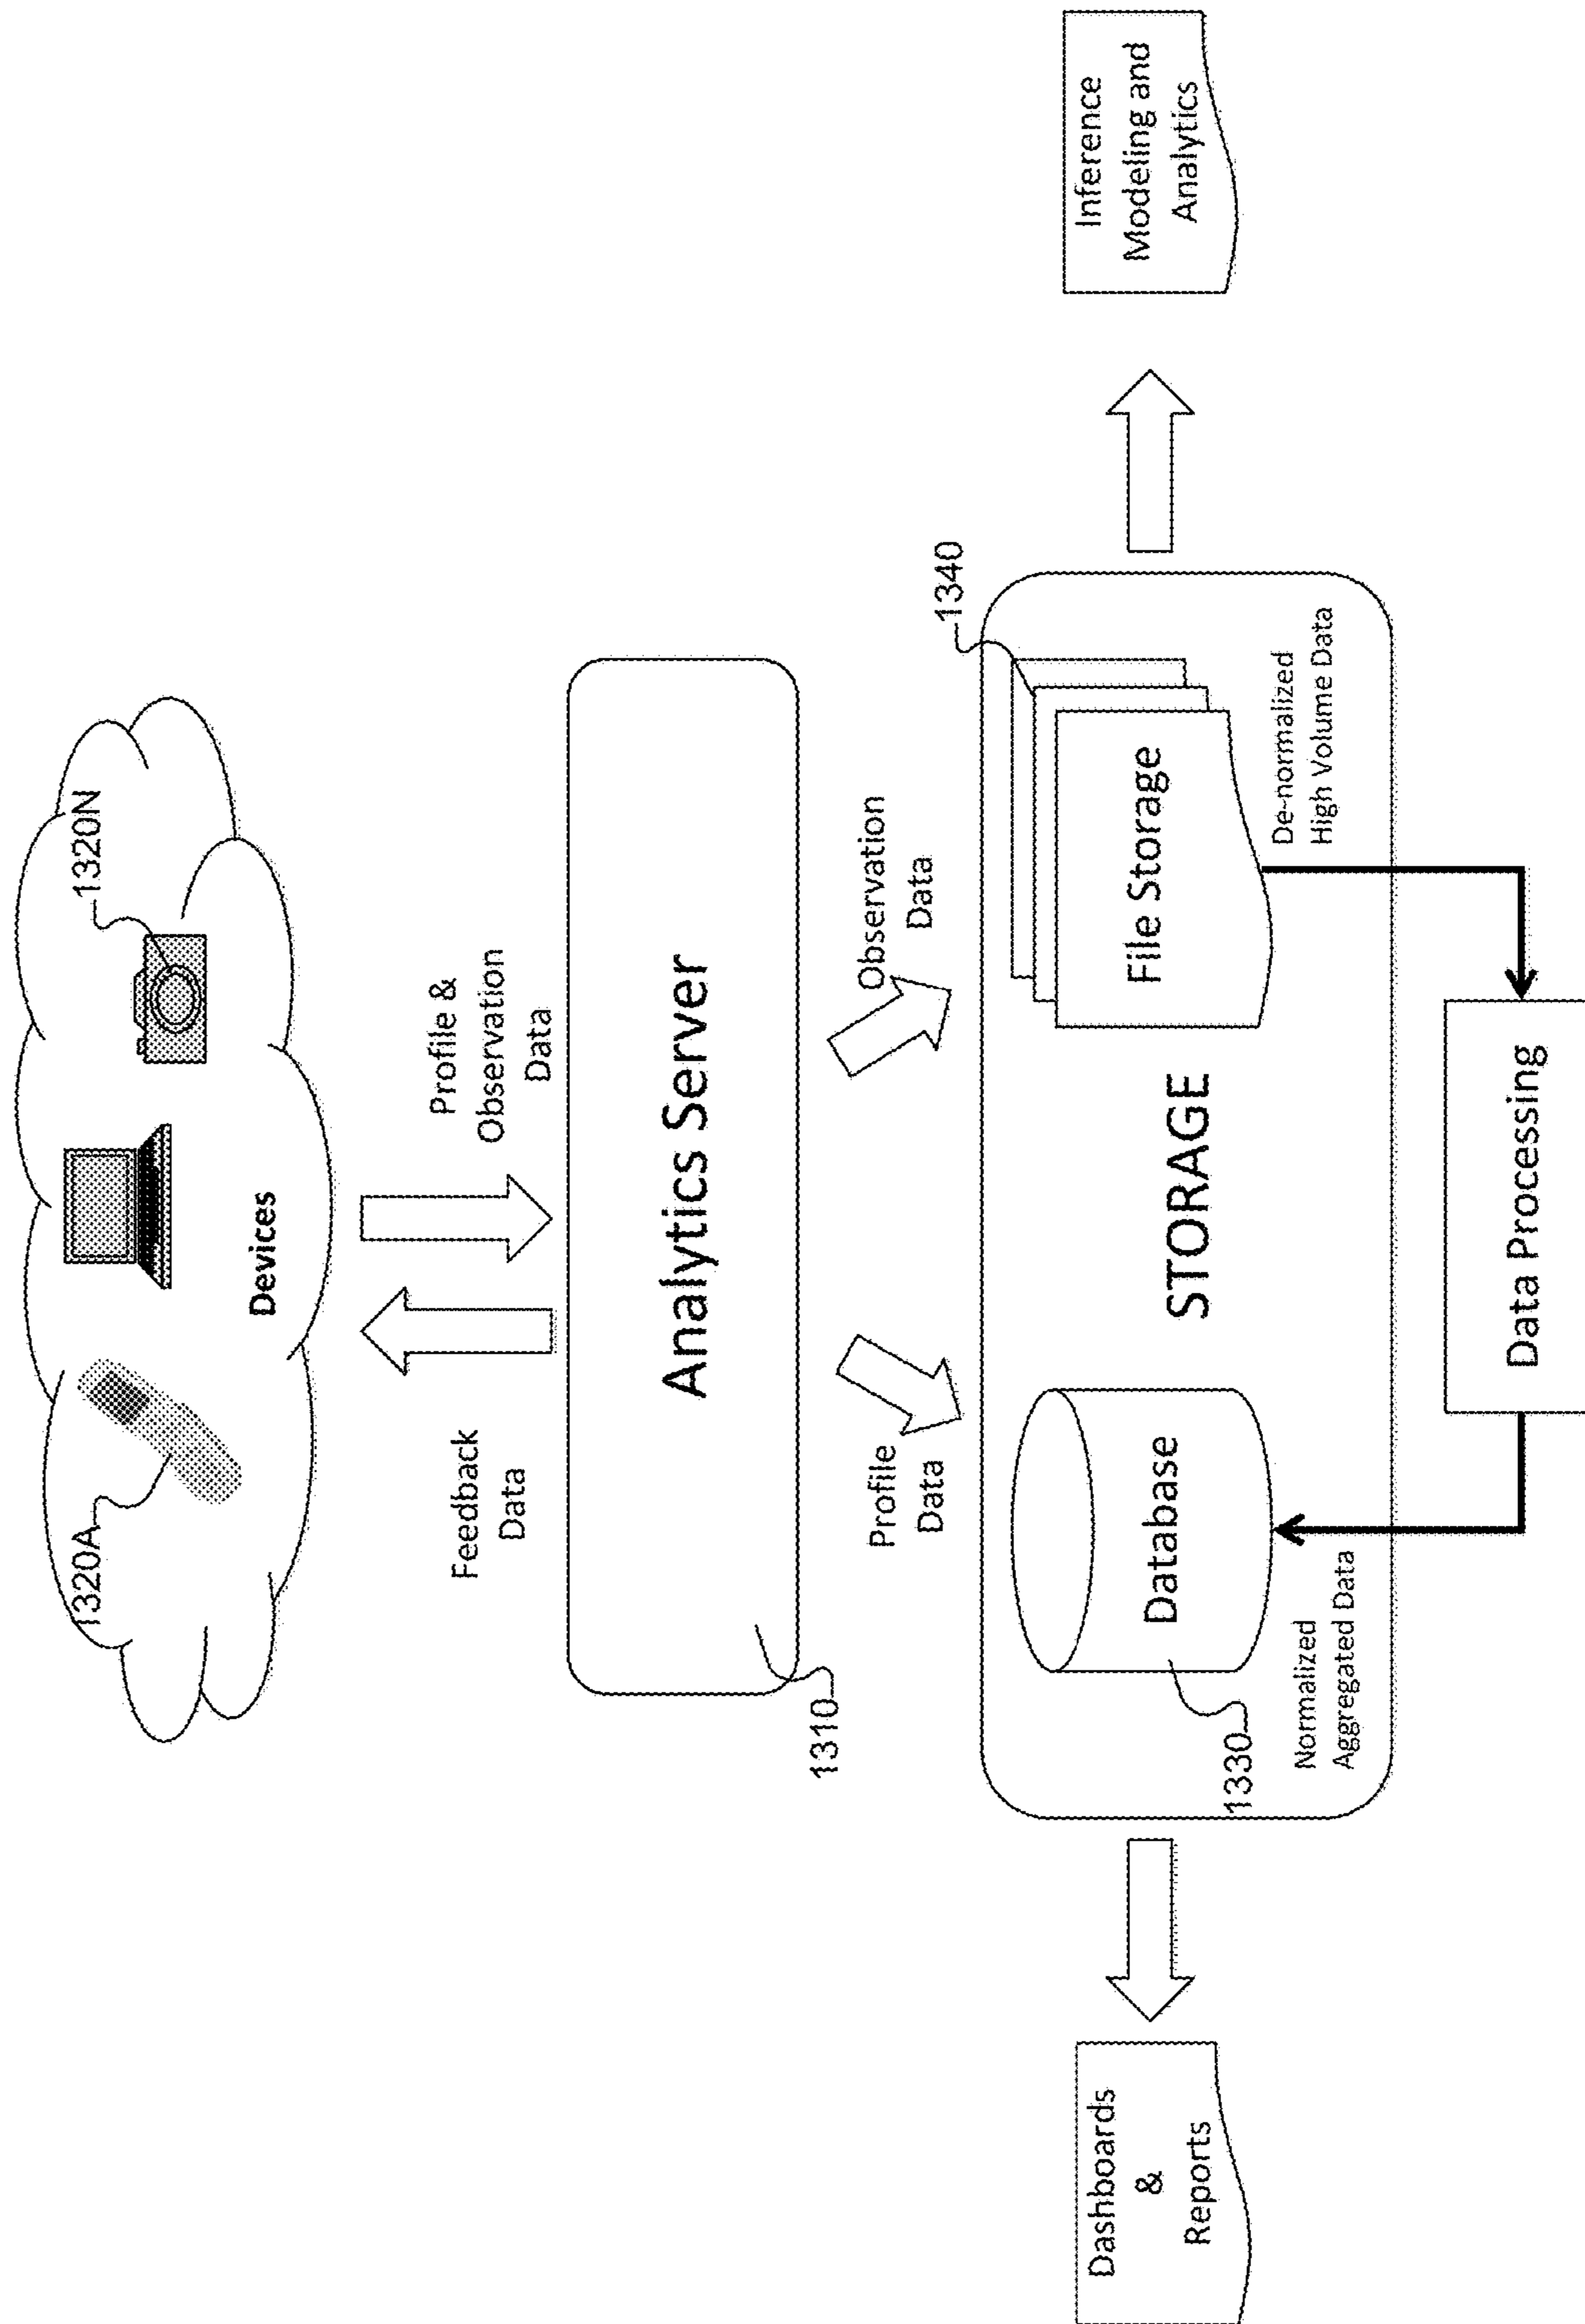 1320A
1320N
Devices
Feedback
Data
Profile &
Observation
Data
Analytics Server
1310
Profile
Data
Observation
Data
1340
STORAGE
Database
1330
File Storage
Normalized
Aggregated Data
De-normalized
High Volume Data
Data Processing
Dashboards
&
Reports
Inference
Modeling and
Analytics